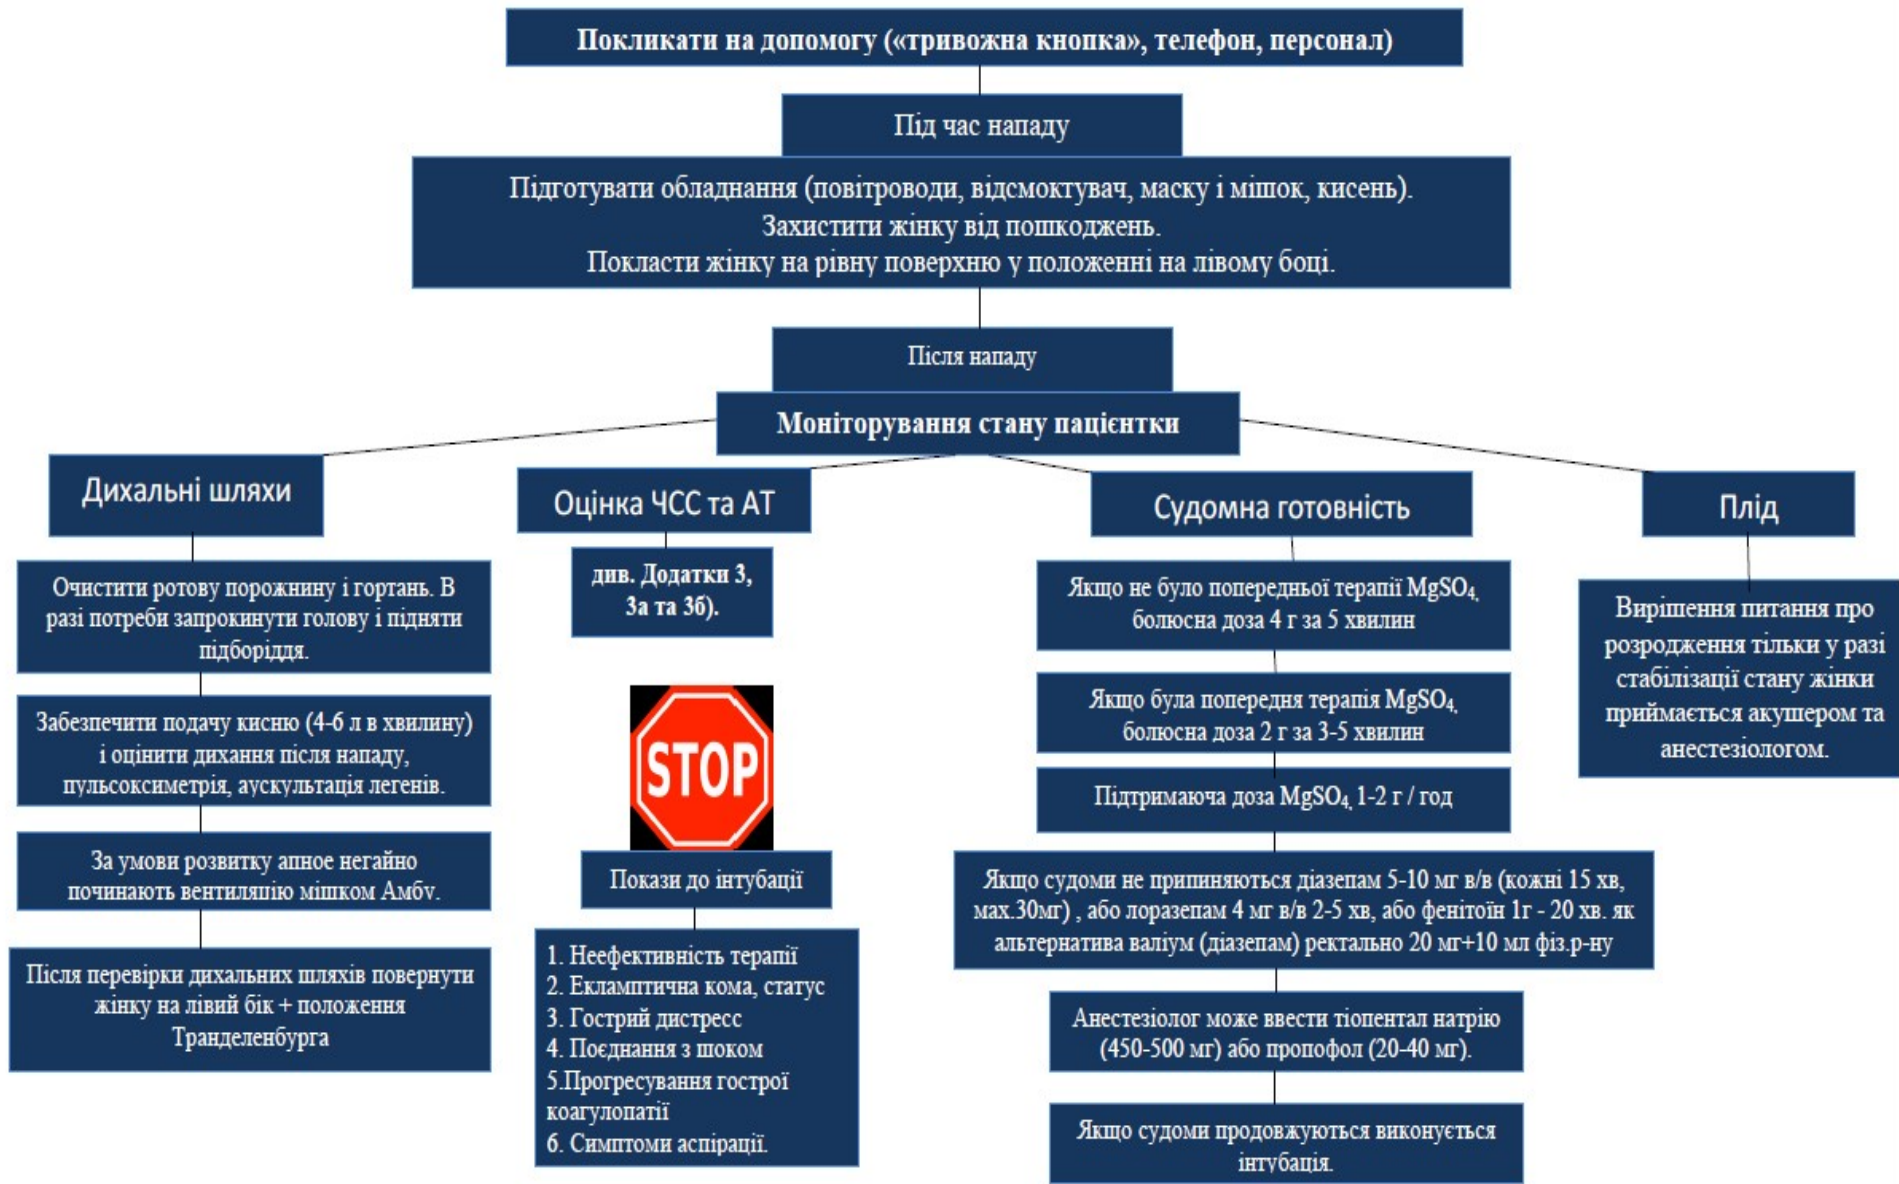 Покликати на допомогу («тривожна кнопка», телефон, персонал)
Під час нападу
Підготувати обладнання (повітроводи, відсмоктувач, маску і мішок, кисень).
Захистити жінку від пошкоджень.
Покласти жінку на рівну поверхню у положенні на лівому боці.
Після нападу
Моніторування стану пацієнтки
Дихальні шляхи
Очистити ротову порожнину і гортань. В
разі потреби запрокинути голову і підняти
підборіддя.
Забезпечити подачу кисню (4-6 л в хвилину)
і оцінити дихання після нападу,
пульсоксиметрія, аускультація легенів.
За умови розвитку апное негайно
починають вентиляцію мішком Амбу.
Після перевірки дихальних шляхів повернути
жінку на лівий бік + положення
Транделенбурга
Оцінка ЧСС та АТ
див. Додатки 3,
3а та 3б).
STOP
Покази до інтубації
1. Неефективність терапії
2. Екламптична кома, статус
3. Гострий дистресс
4. Поєднання з шоком
5.Прогресування гострої
коагулопатії
6. Симптоми аспірації.
Судомна готовність
Якщо не було попередньої терапії MgSO₄,
болюсна доза 4 г за 5 хвилин
Якщо була попередня терапія MgSO₄,
болюсна доза 2 г за 3-5 хвилин
Підтримаюча доза MgSO₄, 1-2 г / год
Якщо судоми не припиняються діазепам 5-10 мг в/в (кожні 15 хв,
мах.30мг) , або лоразепам 4 мг в/в 2-5 хв, або фенітоїн 1г - 20 хв. як
альтернатива валіум (діазепам) ректально 20 мг+10 мл фіз.р-ну
Анестезіолог може ввести тіопентал натрію
(450-500 мг) або пропофол (20-40 мг).
Якщо судоми продовжуються виконується
інтубація.
Плід
Вирішення питання про
розродження тільки у разі
стабілізації стану жінки
приймається акушером та
анестезіологом.